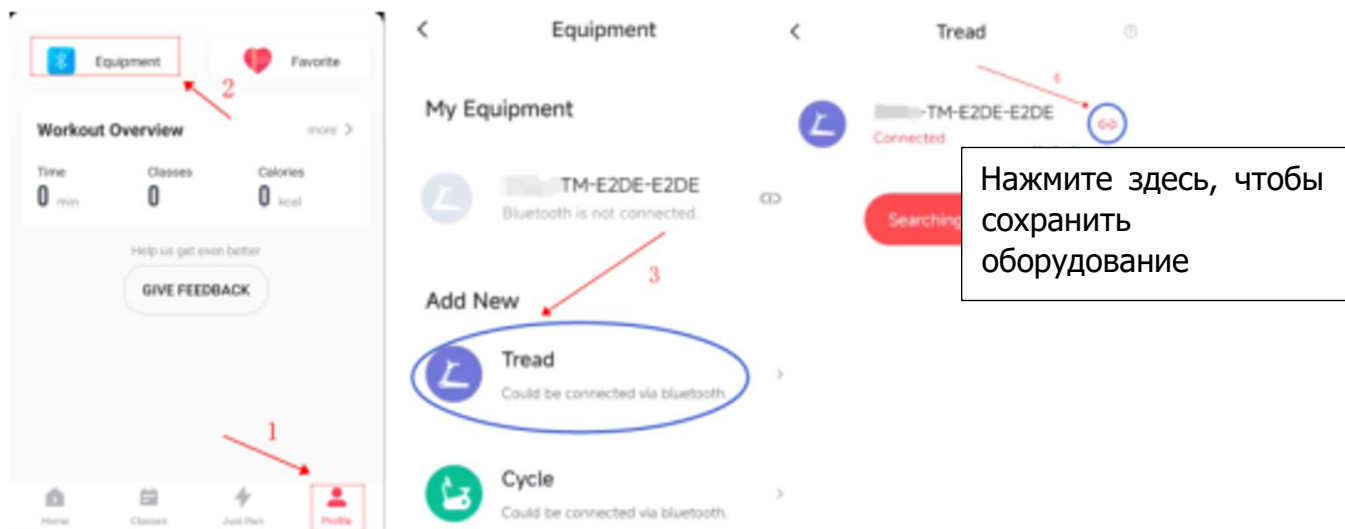 Equipment
Favorite
2
Workout Overview
more >
Time
Classes
Calories
0 min
0
0 kcal
Help us get even better
GIVE FEEDBACK
1
Home
Classes
Just Run
Profile
<
Equipment
My Equipment
TM-E2DE-E2DE
Bluetooth is not connected.
3
Add New
Tread
Could be connected via bluetooth.
>
Cycle
Could be connected via bluetooth.
>
<
Tread
4
-TM-E2DE-E2DE
Connected
Searching
Нажмите здесь, чтобы
сохранить
оборудование